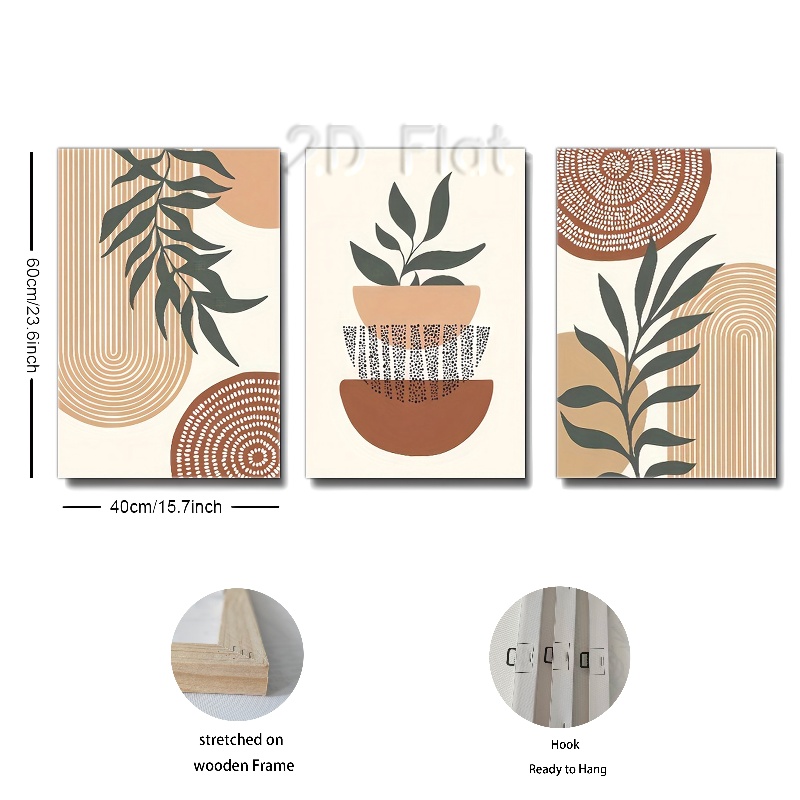 2D Flat
60cm/23.6inch
40cm/15.7inch
stretched on
wooden Frame
Hook
Ready to Hang